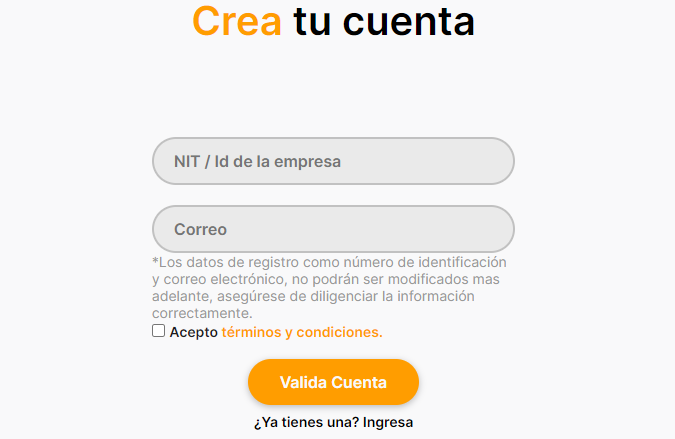 Crea tu cuenta
NIT / Id de la empresa
Correo
*Los datos de registro como número de identificación
y correo electrónico, no podrán ser modificados mas
adelante, asegúrese de diligenciar la información
correctamente.
Acepto términos y condiciones.
Valida Cuenta
¿Ya tienes una? Ingresa